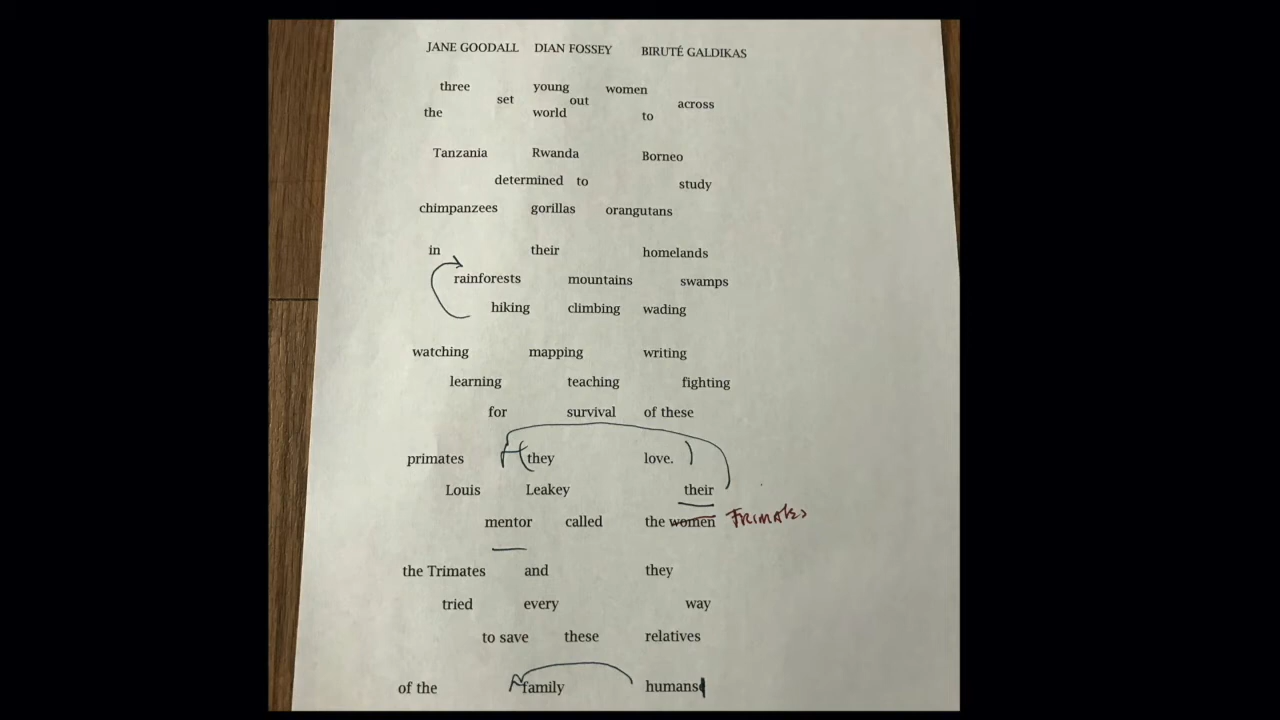 JANE GOODALL DIAN FOSSEY BIRUTÉ GALDIKAS
three young women
set out across
the world to
Tanzania Rwanda Borneo
determined to study
chimpanzees gorillas orangutans
in their homelands
rainforests mountains swamps
hiking climbing wading
watching mapping writing
learning teaching fighting
for survival of these
primates (they love. )
Louis Leakey their
mentor called the women
the Trimates and they
tried every way
to save these relatives
of the family humans